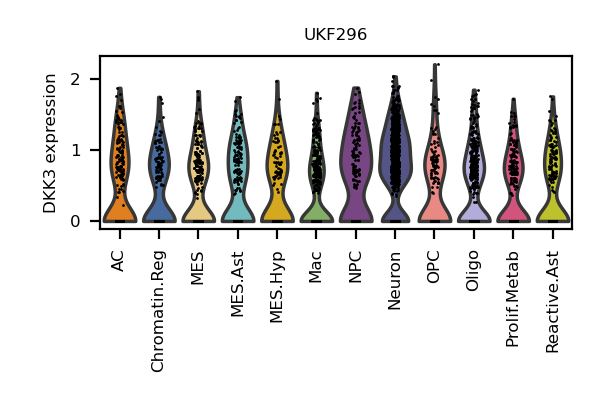 UKF296
DKK3 expression
2
1
0
AC
Chromatin.Reg
MES
MES.Ast
MES.Hyp
Mac
NPC
Neuron
OPC
Oligo
Prolif.Metab
Reactive.Ast